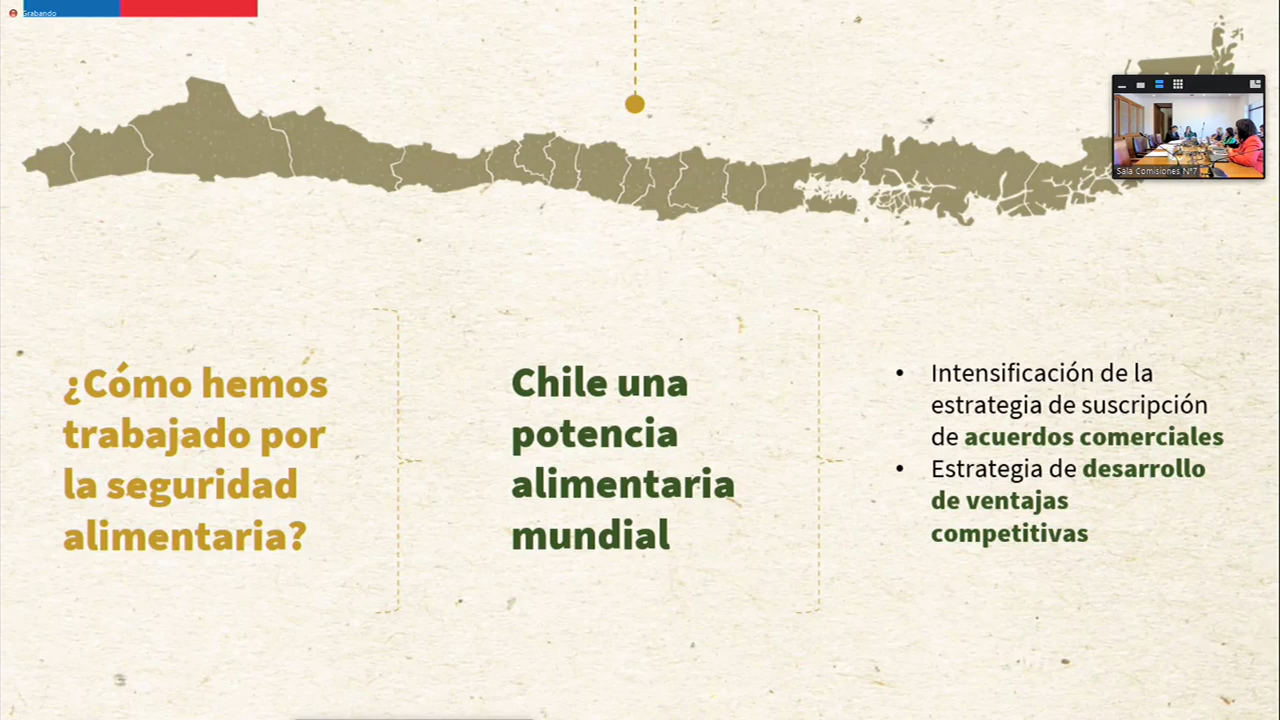 Grabando
Sala Comisiones N°7
¿Cómo hemos
trabajado por
la seguridad
alimentaria?
Chile una
potencia
alimentaria
mundial
• Intensificación de la
estrategia de suscripción
de acuerdos comerciales
• Estrategia de desarrollo
de ventajas
competitivas